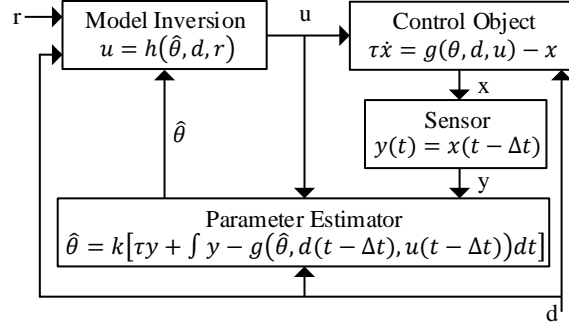 r
Model Inversion
u = h(θ̂, d, r)
u
Control Object
τẋ = g(θ, d, u) − x
x
θ̂
Sensor
y(t) = x(t − Δt)
y
Parameter Estimator
θ̂ = k[τy + ∫ y − g(θ̂, d(t − Δt), u(t − Δt))dt]
d